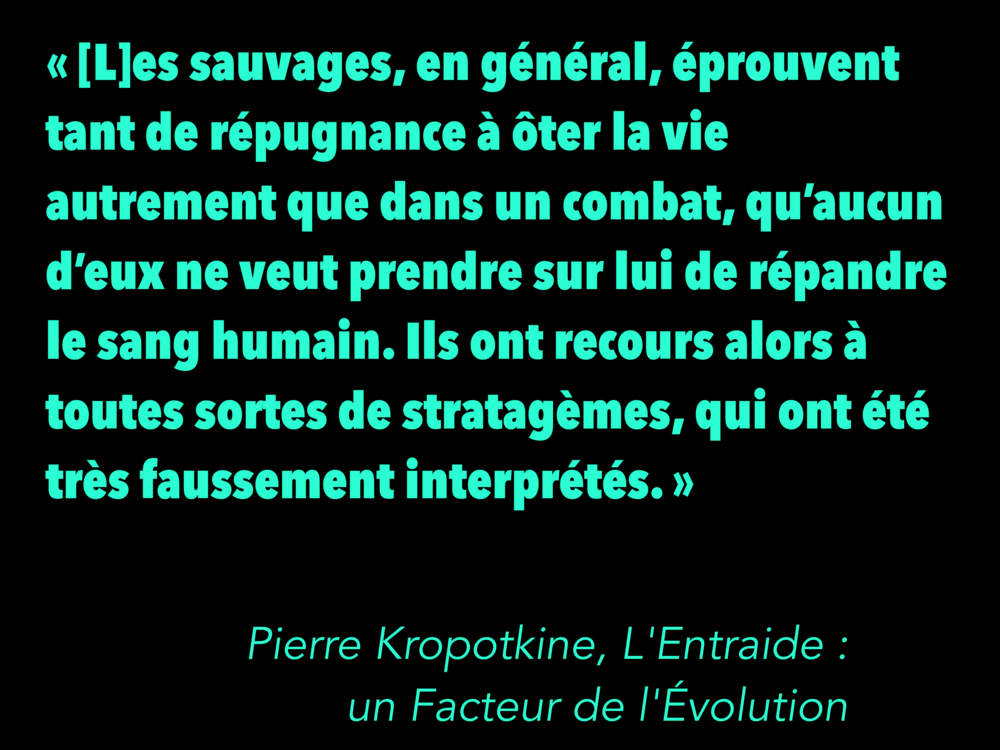 « [L]es sauvages, en général, éprouvent
tant de répugnance à ôter la vie
autrement que dans un combat, qu’aucun
d’eux ne veut prendre sur lui de répandre
le sang humain. Ils ont recours alors à
toutes sortes de stratagèmes, qui ont été
très faussement interprétés. »
Pierre Kropotkine, L'Entraide :
un Facteur de l'Évolution